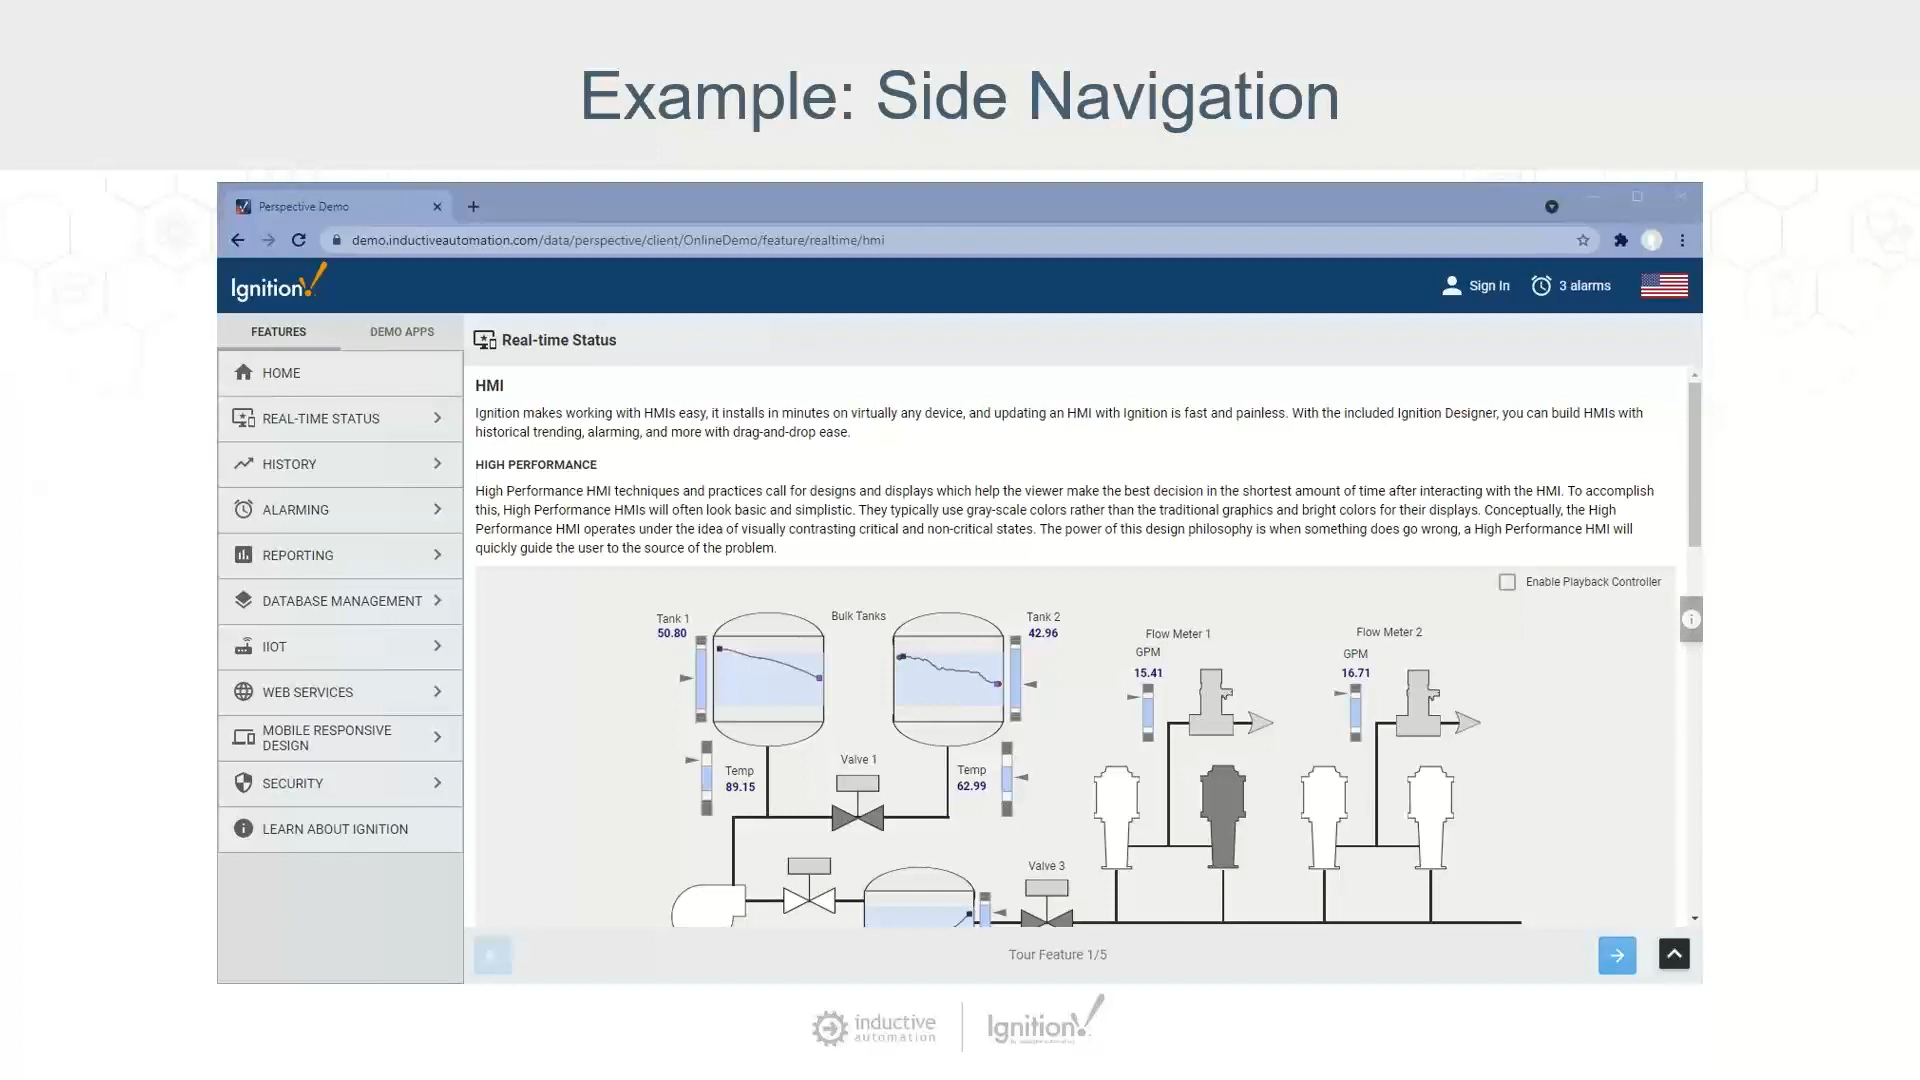 Example: Side Navigation
Perspective Demo
demo.inductiveautomation.com/data/perspective/client/OnlineDemo/feature/realtime/hmi
Ignition!
Sign In
3 alarms
FEATURES
DEMO APPS
HOME
REAL-TIME STATUS
HISTORY
ALARMING
REPORTING
DATABASE MANAGEMENT
IIOT
WEB SERVICES
MOBILE RESPONSIVE
DESIGN
SECURITY
LEARN ABOUT IGNITION
Real-time Status
HMI
Ignition makes working with HMIs easy, it installs in minutes on virtually any device, and updating an HMI with Ignition is fast and painless. With the included Ignition Designer, you can build HMIs with
historical trending, alarming, and more with drag-and-drop ease.
HIGH PERFORMANCE
High Performance HMI techniques and practices call for designs and displays which help the viewer make the best decision in the shortest amount of time after interacting with the HMI. To accomplish
this, High Performance HMIs will often look basic and simplistic. They typically use gray-scale colors rather than the traditional graphics and bright colors for their displays. Conceptually, the High
Performance HMI operates under the idea of visually contrasting critical and non-critical states. The power of this design philosophy is when something does go wrong, a High Performance HMI will
quickly guide the user to the source of the problem.
Enable Playback Controller
Tank 1
50.80
Bulk Tanks
Tank 2
42.96
Flow Meter 1
GPM
15.41
Flow Meter 2
GPM
16.71
Temp
89.15
Valve 1
Temp
62.99
Valve 3
Tour Feature 1/5
inductive
automation
Ignition!